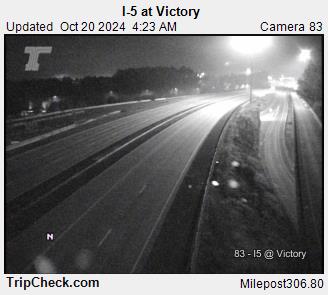 I-5 at Victory
Updated Oct 20 2024 4:23 AM Camera 83
T
N
83 - I5 @ Victory
TripCheck.com Milepost306.80